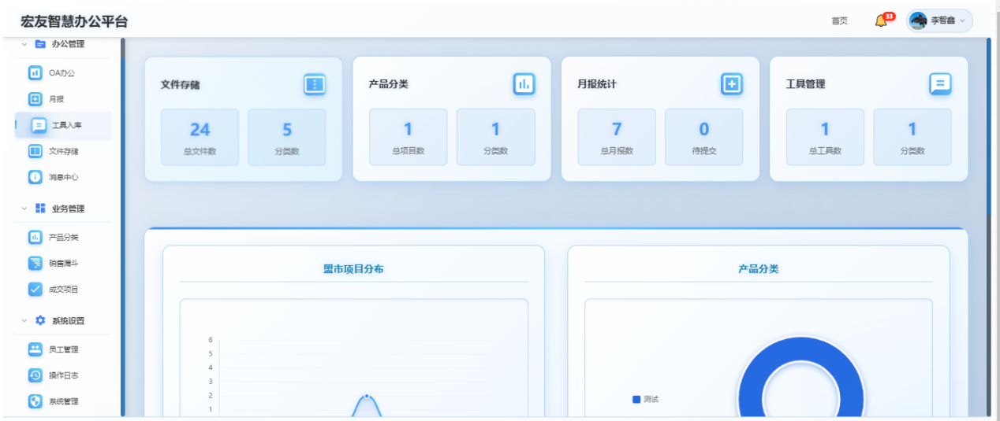 宏友智慧办公平台
首页
33
李智鑫
办公管理
OA办公
月报
工具入库
文件存储
消息中心
业务管理
产品分类
销售漏斗
成交项目
系统设置
员工管理
操作日志
系统管理
文件存储
24
总文件数
5
分类数
产品分类
1
总项目数
1
分类数
月报统计
7
总月报数
0
待提交
工具管理
1
总工具数
1
分类数
盟市项目分布
6
5
4
3
2
1
产品分类
测试